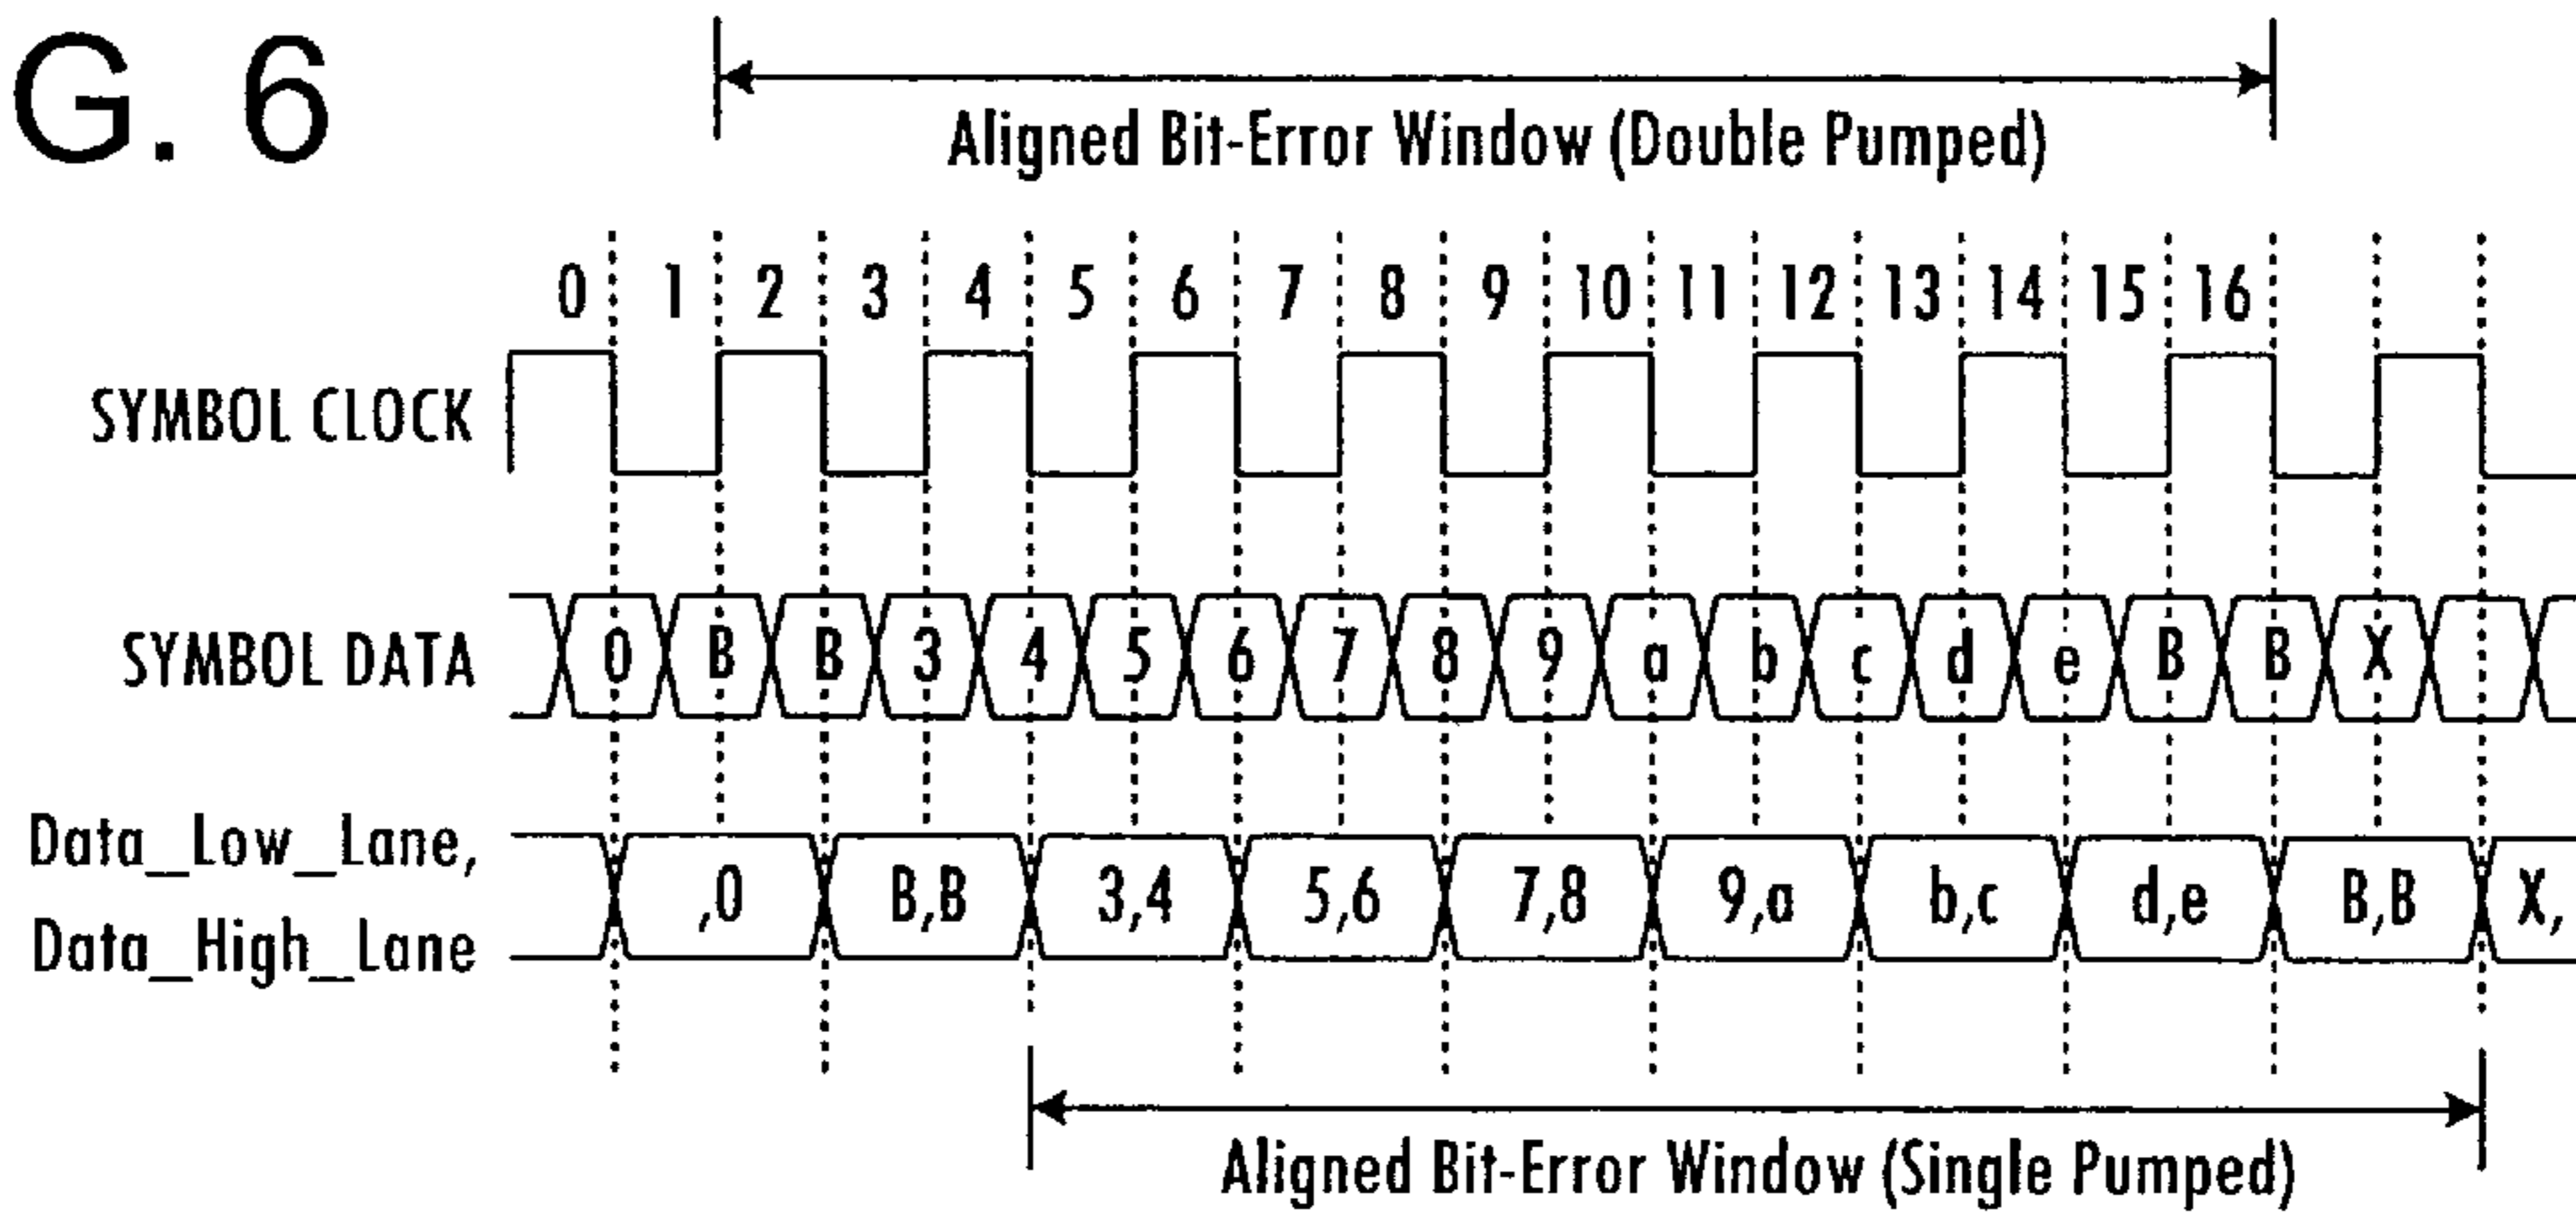 G. 6
Aligned Bit-Error Window (Double Pumped)
0 1 2 3 4 5 6 7 8 9 10 11 12 13 14 15 16
SYMBOL CLOCK
SYMBOL DATA 0 B B 3 4 5 6 7 8 9 a b c d e B B X
Data_Low_Lane,
Data_High_Lane
,0 B,B 3,4 5,6 7,8 9,a b,c d,e B,B X,
Aligned Bit-Error Window (Single Pumped)